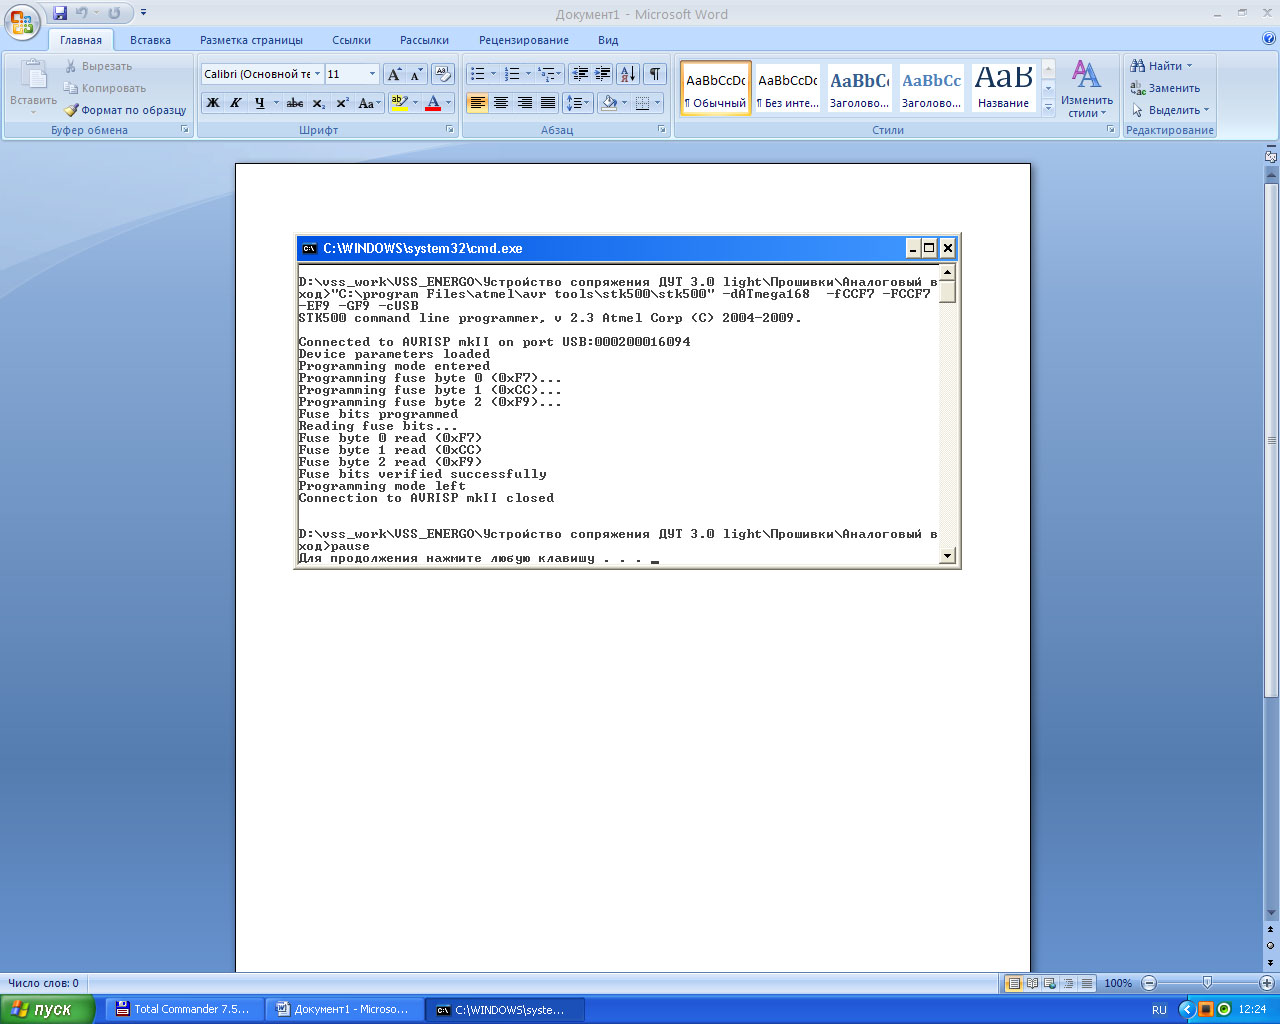 Документ1 - Microsoft Word
Главная Вставка Разметка страницы Ссылки Рассылки Рецензирование Вид
Вставить
Вырезать
Копировать
Формат по образцу
Буфер обмена
Calibri (Основной те 11
Ж К Ч abc x₂ x² Aa ab A
Шрифт
Абзац
AaBbCcDc AaBbCcDc AaBbCc AaBbCc АаВ
¶ Обычный ¶ Без инте... Заголово... Заголово... Название
Изменить
стили
Стили
Найти
Заменить
Выделить
Редактирование
C:\WINDOWS\system32\cmd.exe
D:\vss_work\VSS_ENERGO\Устройство сопряжения ДУТ 3.0 light\Прошивки\Аналоговый в
ход>"C:\program Files\atmel\avr tools\stk500\stk500" -dATmega168  -fCCF7 -FCCF7
-EF9 -GF9 -cUSB
STK500 command line programmer, v 2.3 Atmel Corp (C) 2004-2009.
Connected to AVRISP mkII on port USB:000200016094
Device parameters loaded
Programming mode entered
Programming fuse byte 0 (0xF7)...
Programming fuse byte 1 (0xCC)...
Programming fuse byte 2 (0xF9)...
Fuse bits programmed
Reading fuse bits...
Fuse byte 0 read (0xF7)
Fuse byte 1 read (0xCC)
Fuse byte 2 read (0xF9)
Fuse bits verified successfully
Programming mode left
Connection to AVRISP mkII closed
D:\vss_work\VSS_ENERGO\Устройство сопряжения ДУТ 3.0 light\Прошивки\Аналоговый в
ход>pause
Для продолжения нажмите любую клавишу . . .
Число слов: 0
100%
пуск
Total Commander 7.5...
Документ1 - Microso...
C:\WINDOWS\syste...
RU
12:24